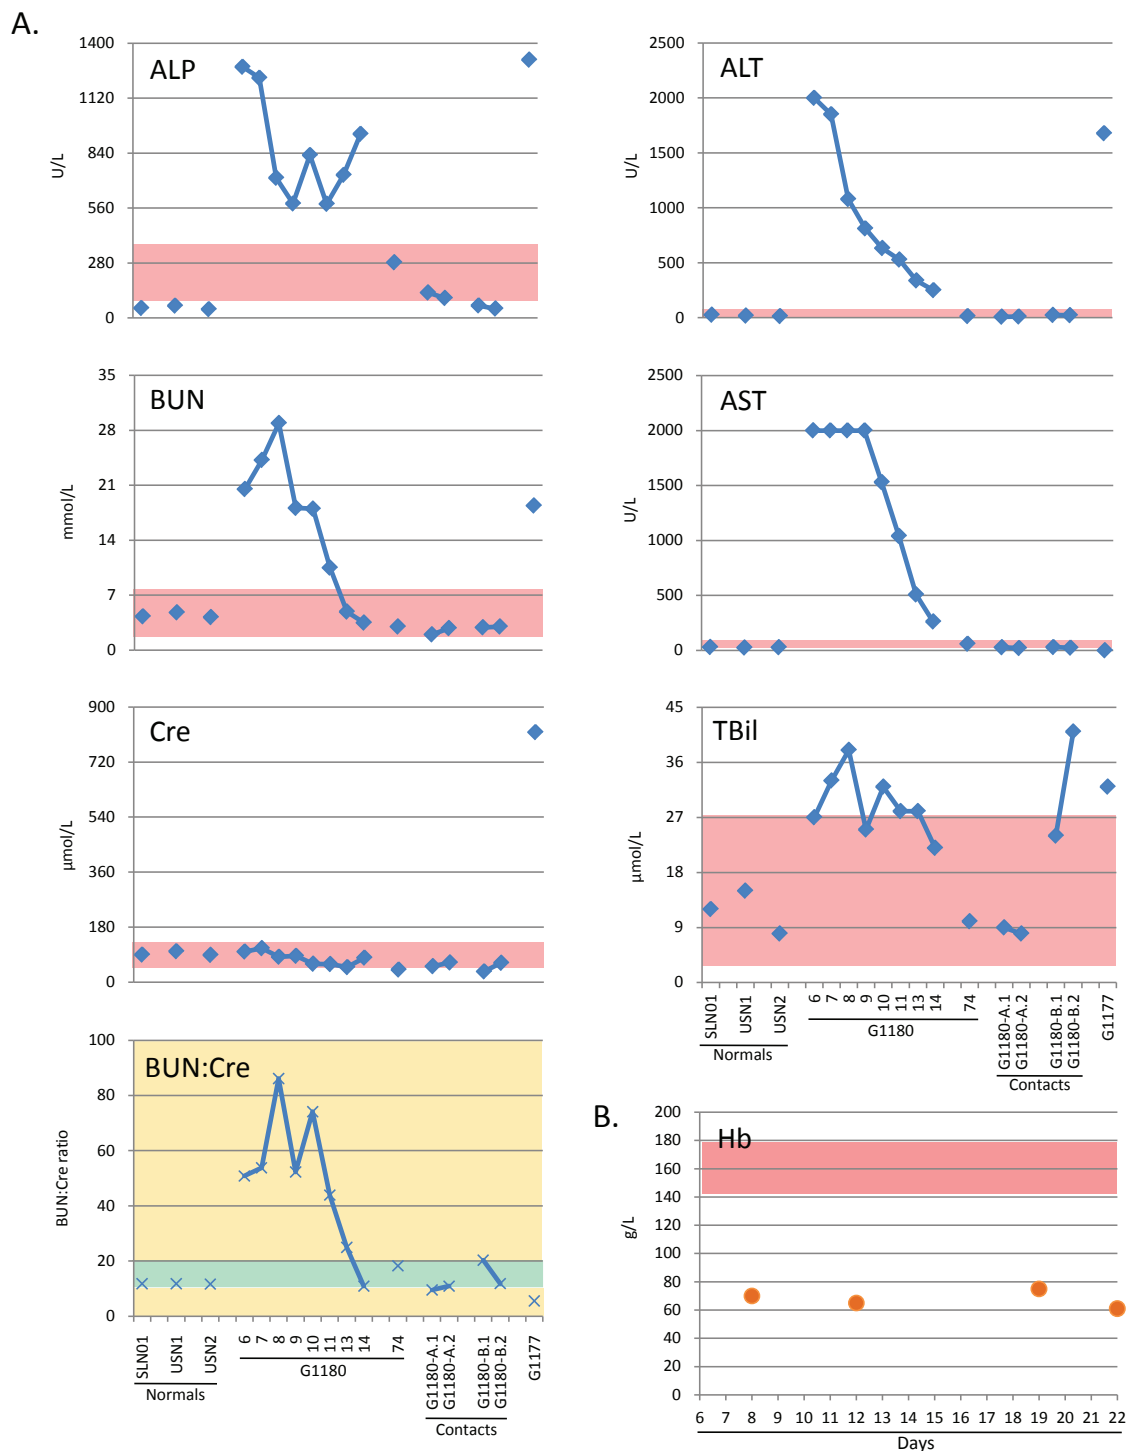 A.
ALP
1400
1120
840
560
280
0
U/L
ALT
2500
2000
1500
1000
500
0
U/L
BUN
35
28
21
14
7
0
mmol/L
AST
2500
2000
1500
1000
500
0
U/L
Cre
900
720
540
360
180
0
µmol/L
TBil
45
36
27
18
9
0
µmol/L
SLN01
USN1
USN2
6
7
8
9
10
11
13
14
74
G1180-A.1
G1180-A.2
G1180-B.1
G1180-B.2
G1177
Normals
G1180
Contacts
BUN:Cre
100
80
60
40
20
0
BUN:Cre ratio
SLN01
USN1
USN2
6
7
8
9
10
11
13
14
74
G1180-A.1
G1180-A.2
G1180-B.1
G1180-B.2
G1177
Normals
G1180
Contacts
B.
Hb
200
180
160
140
120
100
80
60
40
20
0
g/L
6 7 8 9 10 11 12 13 14 15 16 17 18 19 20 21 22
Days